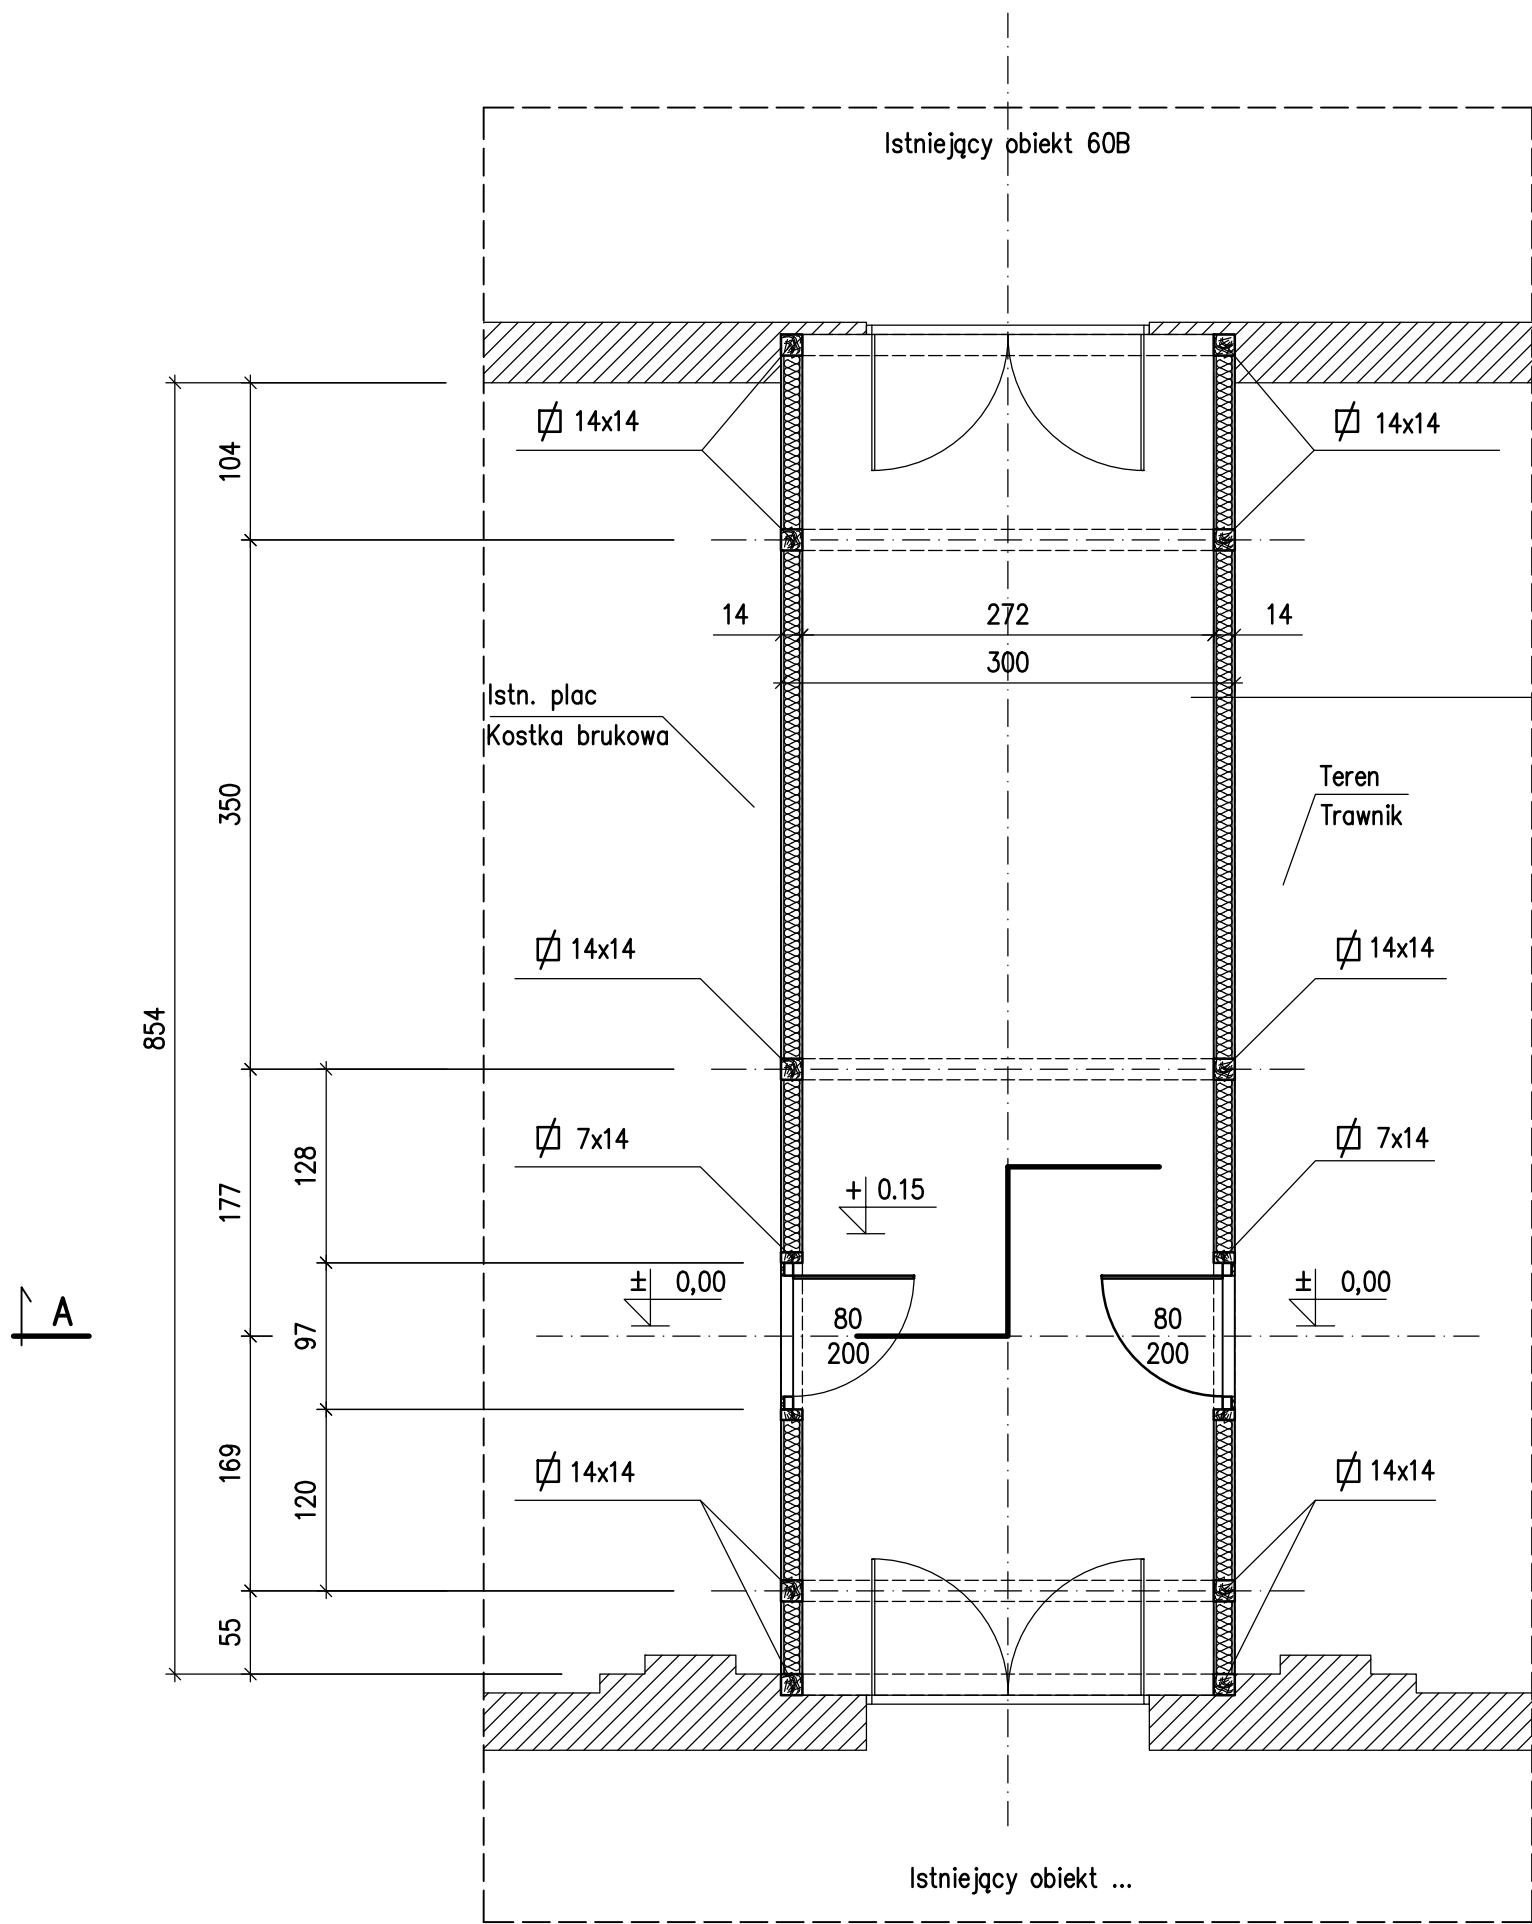 Istniejący obiekt 60B
14x14
14x14
104
14
272
14
300
Istn. plac
Kostka brukowa
Teren
Trawnik
350
14x14
14x14
854
7x14
7x14
128
177
+ 0.15
± 0,00
± 0,00
A
97
80
200
80
200
169
120
14x14
14x14
55
Istniejący obiekt ...